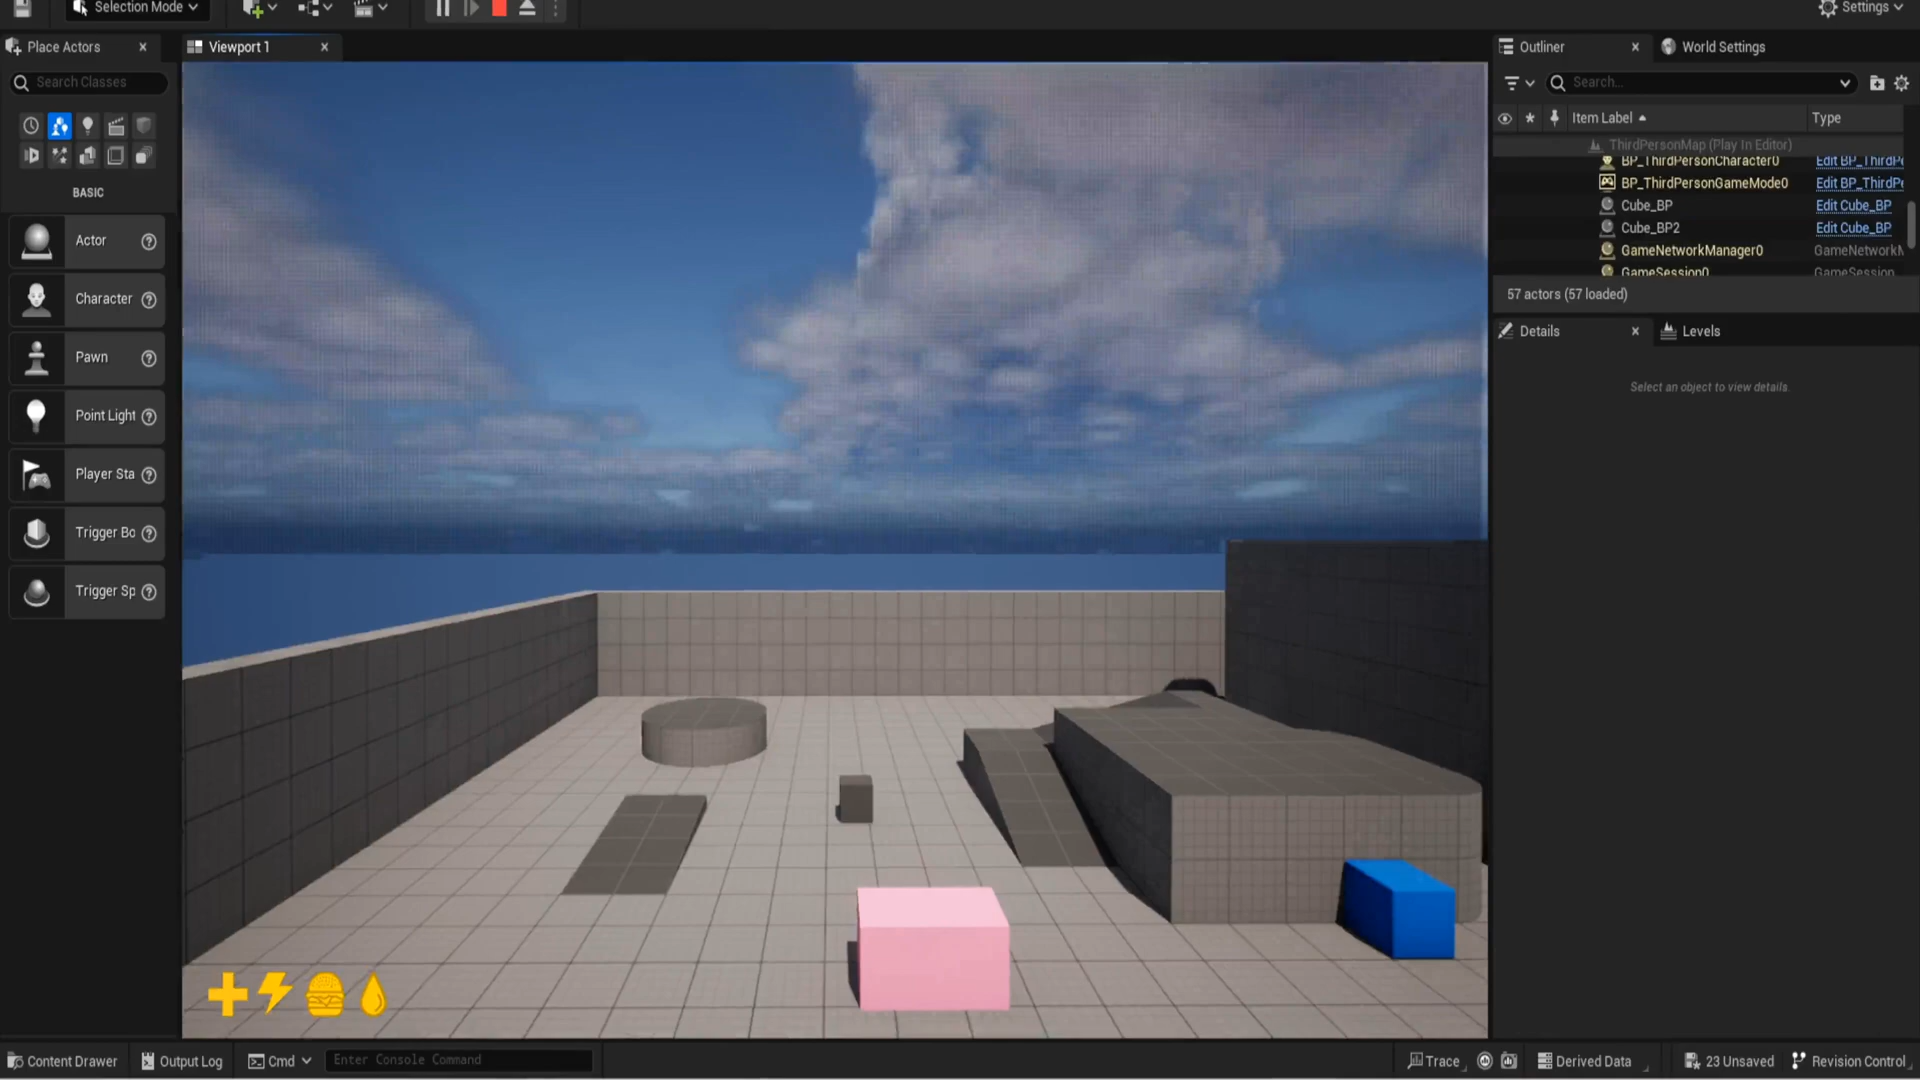 Selection Mode
Settings
Place Actors
Viewport 1
Outliner
World Settings
Search Classes
Search...
Item Label
Type
ThirdPersonMap (Play In Editor)
BP_ThirdPersonCharacter0
Edit BP_ThirdPe
BP_ThirdPersonGameMode0
Edit BP_ThirdPe
Cube_BP
Edit Cube_BP
Cube_BP2
Edit Cube_BP
GameNetworkManager0
GameNetworkM
GameSession0
GameSession
57 actors (57 loaded)
Details
Levels
Select an object to view details.
BASIC
Actor
Character
Pawn
Point Light
Player Sta
Trigger Bo
Trigger Sp
Content Drawer
Output Log
Cmd
Enter Console Command
Trace
Derived Data
23 Unsaved
Revision Control